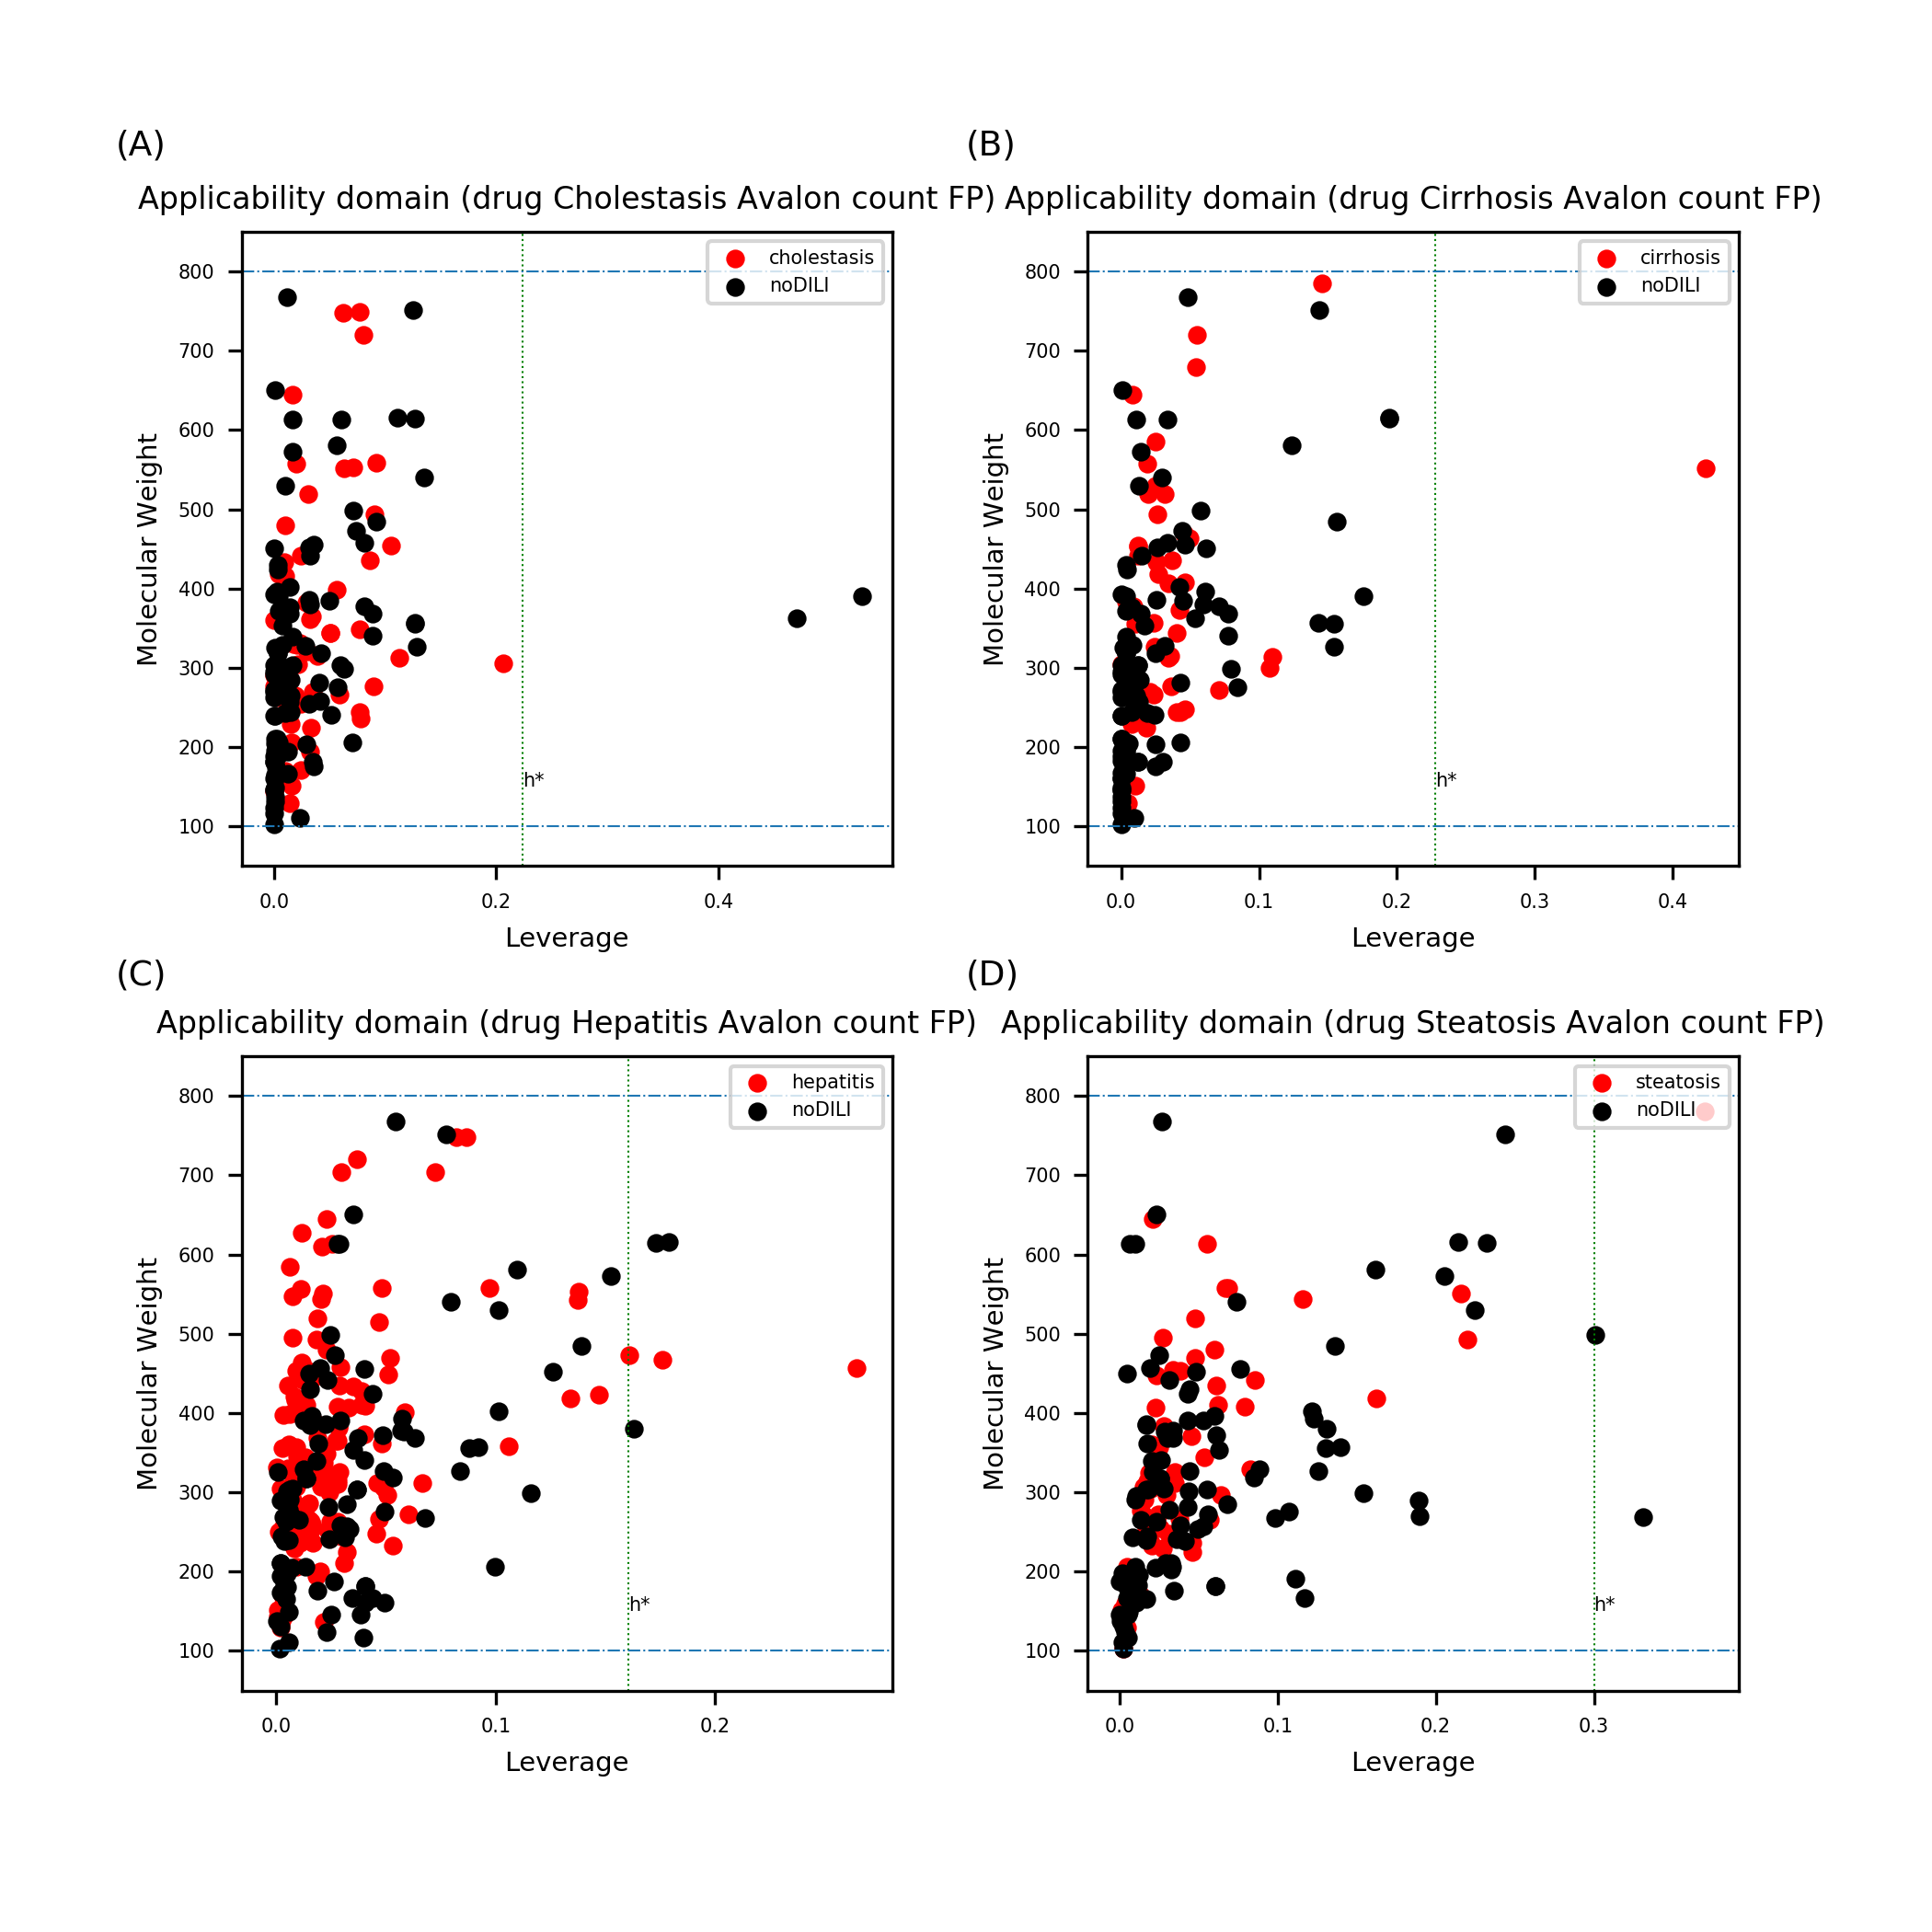 (A)
(B)
Applicability domain (drug Cholestasis Avalon count FP)
Applicability domain (drug Cirrhosis Avalon count FP)
cholestasis
noDILI
800
700
600
500
400
300
200
100
Molecular Weight
h*
0.0
0.2
0.4
Leverage
cirrhosis
noDILI
800
700
600
500
400
300
200
100
Molecular Weight
h*
0.0
0.1
0.2
0.3
0.4
Leverage
(C)
(D)
Applicability domain (drug Hepatitis Avalon count FP)
Applicability domain (drug Steatosis Avalon count FP)
hepatitis
noDILI
800
700
600
500
400
300
200
100
Molecular Weight
h*
0.0
0.1
0.2
Leverage
steatosis
noDILI
800
700
600
500
400
300
200
100
Molecular Weight
h*
0.0
0.1
0.2
0.3
Leverage